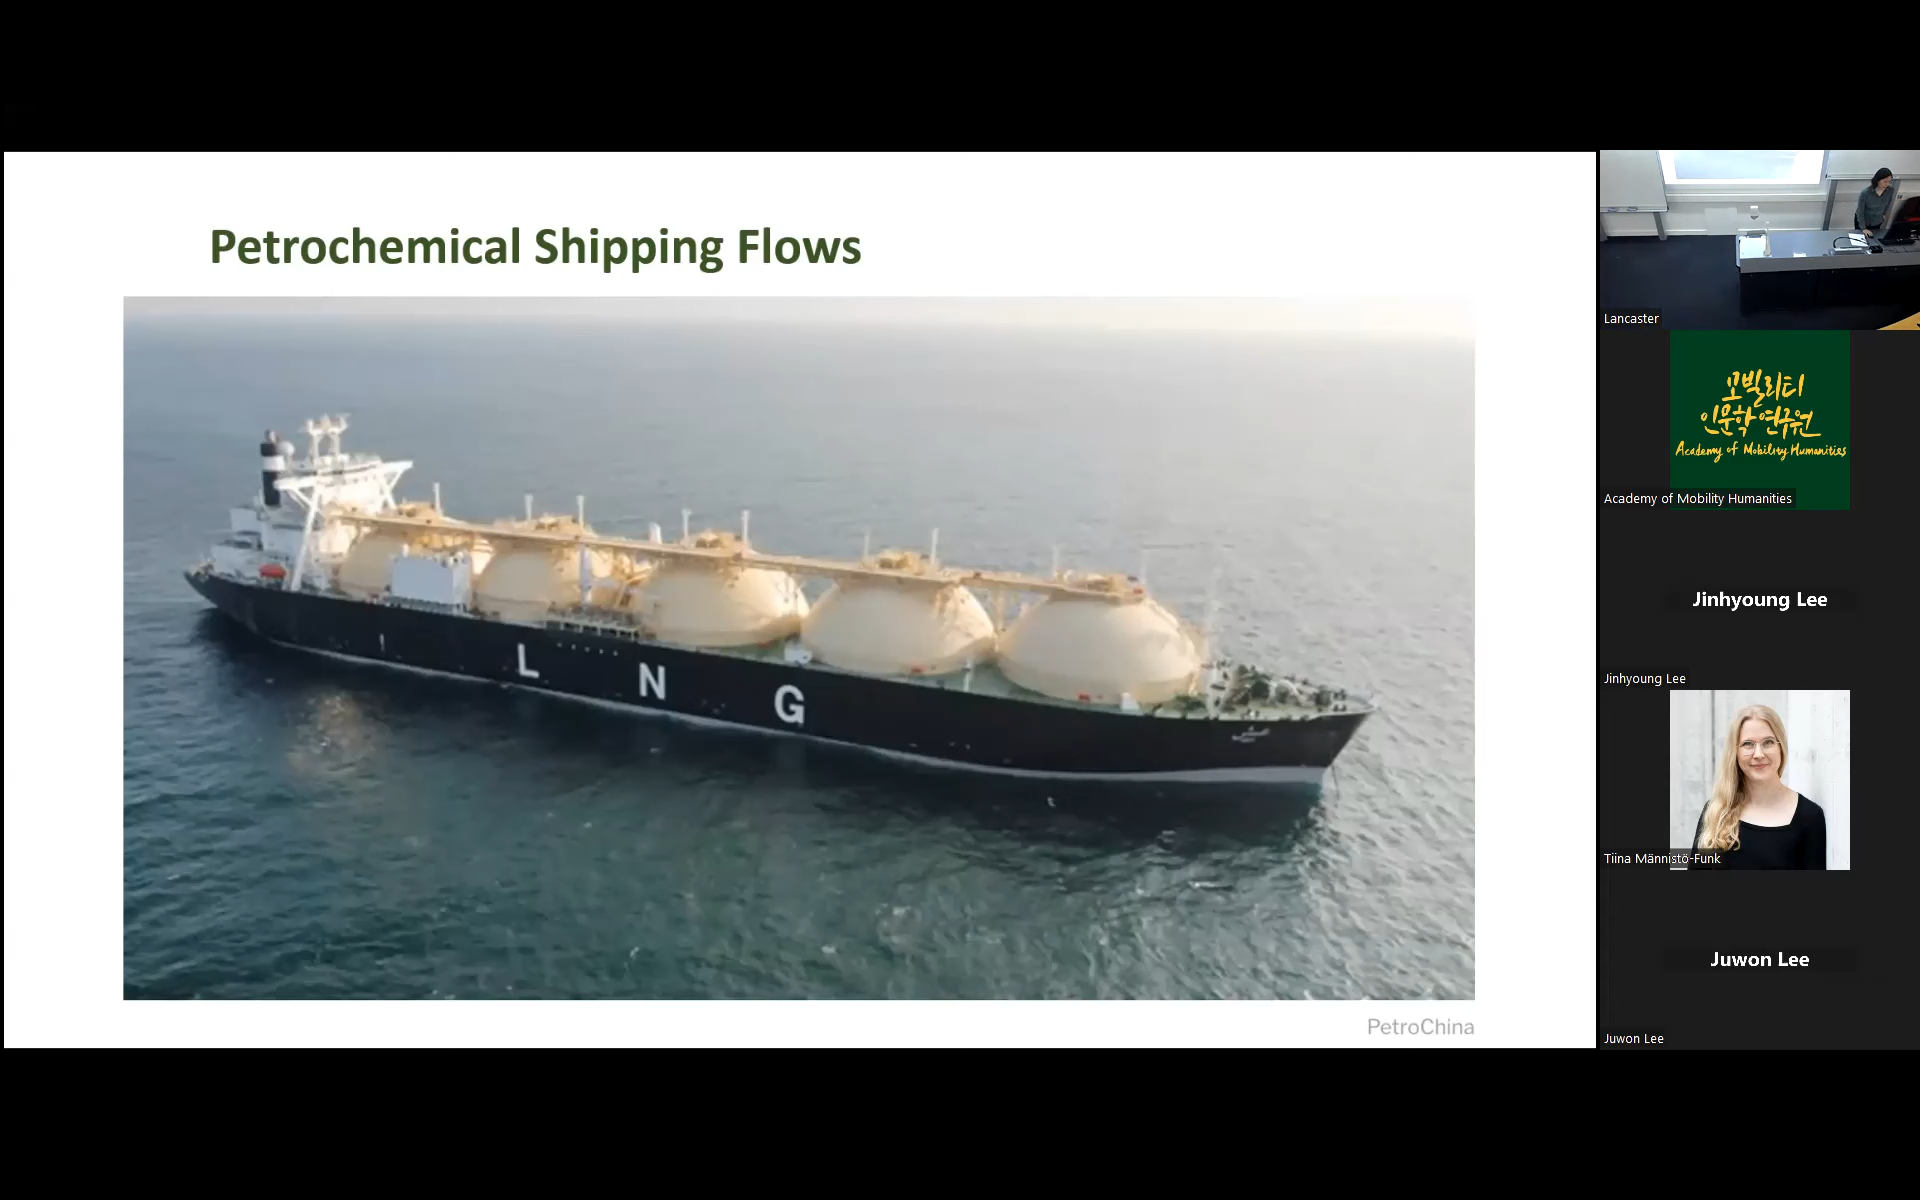 Petrochemical Shipping Flows
L N G
PetroChina
Lancaster
모빌리티
인문학 연구원
Academy of Mobility Humanities
Academy of Mobility Humanities
Jinhyoung Lee
Jinhyoung Lee
Tiina Männistö-Funk
Juwon Lee
Juwon Lee